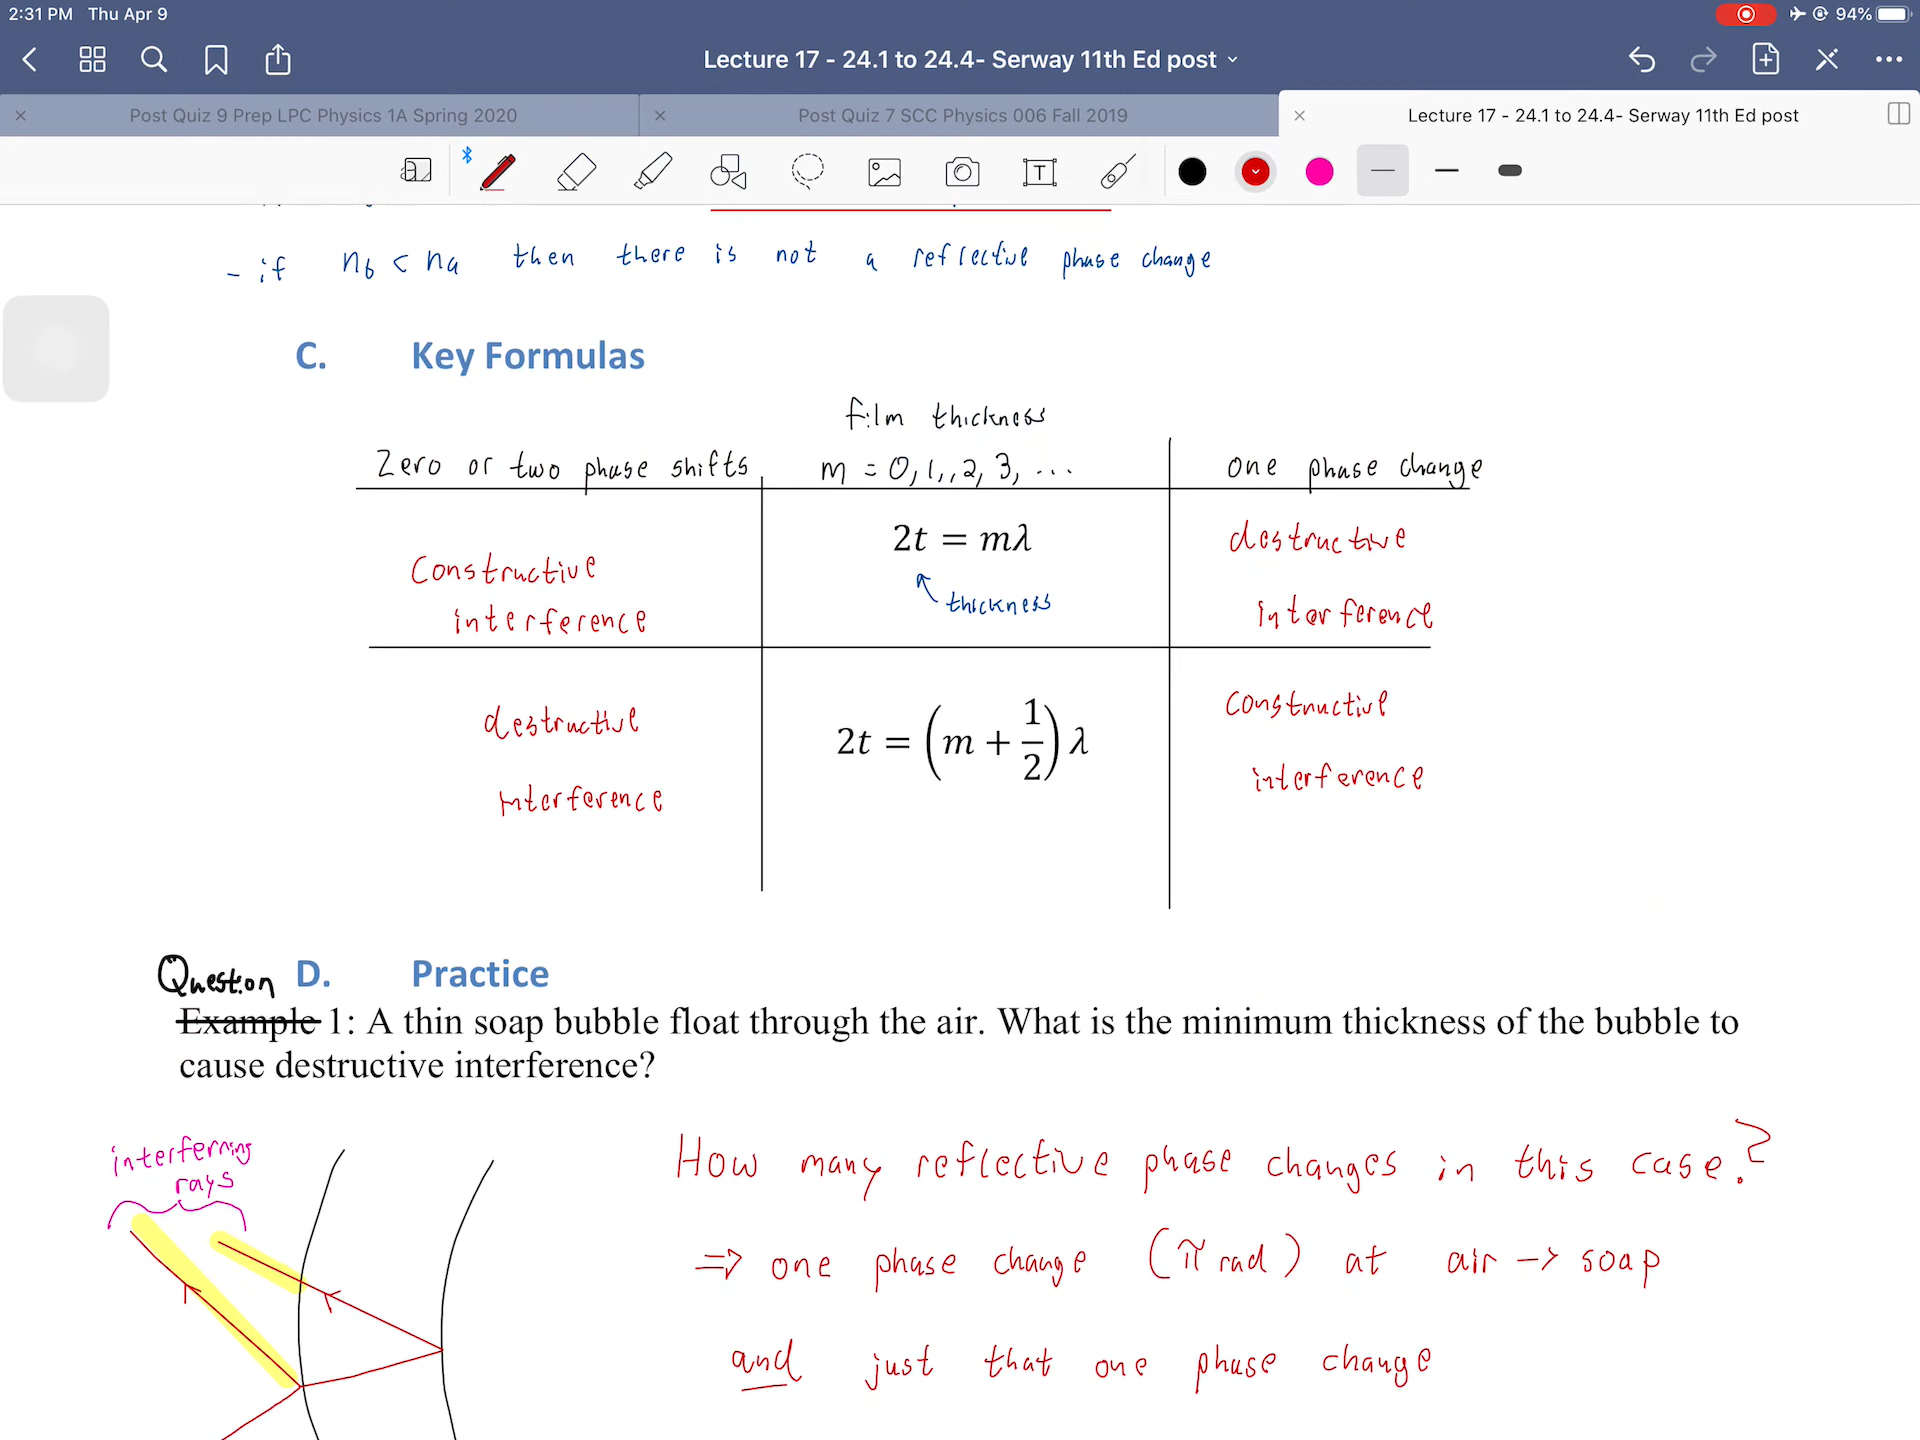 2:31 PM Thu Apr 9
94%
Lecture 17 - 24.1 to 24.4- Serway 11th Ed post
Post Quiz 9 Prep LPC Physics 1A Spring 2020
Post Quiz 7 SCC Physics 006 Fall 2019
Lecture 17 - 24.1 to 24.4- Serway 11th Ed post
- if nb < na then there is not a reflective phase change
C. Key Formulas
film thickness
Zero or two phase shifts
m = 0, 1,, 2, 3, ...
one phase change
2t = mλ
thickness
Constructive
interference
destructive
interference
destructive
interference
2t = (m + 1/2) λ
Constructive
interference
Question D. Practice
Example 1: A thin soap bubble float through the air. What is the minimum thickness of the bubble to
cause destructive interference?
interferring
rays
How many reflective phase changes in this case?
=> one phase change (π rad) at air -> soap
and just that one phase change